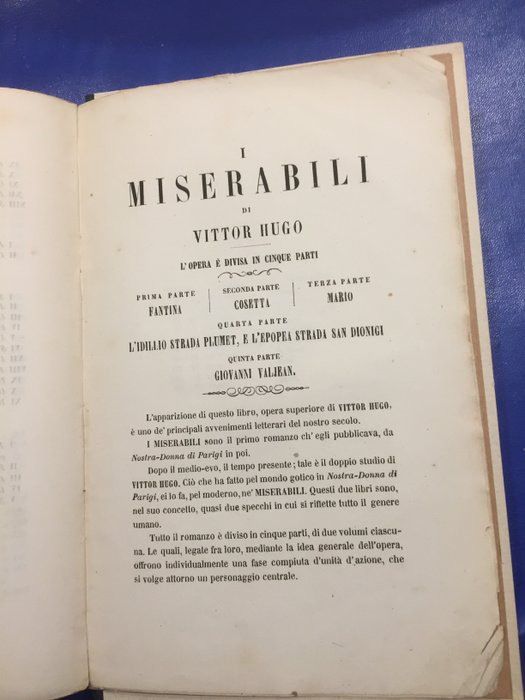 I
MISERABILI
DI
VITTOR HUGO
L'OPERA È DIVISA IN CINQUE PARTI
PRIMA PARTE
FANTINA
SECONDA PARTE
COSETTA
TERZA PARTE
MARIO
QUARTA PARTE
L'IDILLIO STRADA PLUMET, E L'EPOPEA STRADA SAN DIONIGI
QUINTA PARTE
GIOVANNI VALJEAN.
L'apparizione di questo libro, opera superiore di VITTOR HUGO,
è uno de' principali avvenimenti letterari del nostro secolo.
I MISERABILI sono il primo romanzo ch' egli pubblicava, da
Nostra-Donna di Parigi in poi.
Dopo il medio-evo, il tempo presente; tale è il doppio studio di
VITTOR HUGO. Ciò che ha fatto pel mondo gotico in Nostra-Donna di
Parigi, ei lo fa, pel moderno, ne' MISERABILI. Questi due libri sono,
nel suo concetto, quasi due specchi in cui si riflette tutto il genere
umano.
Tutto il romanzo è diviso in cinque parti, di due volumi ciascu-
na. Le quali, legate fra loro, mediante la idea generale dell'opera,
offrono individualmente una fase compiuta d'unità d'azione, che
si volge attorno un personaggio centrale.